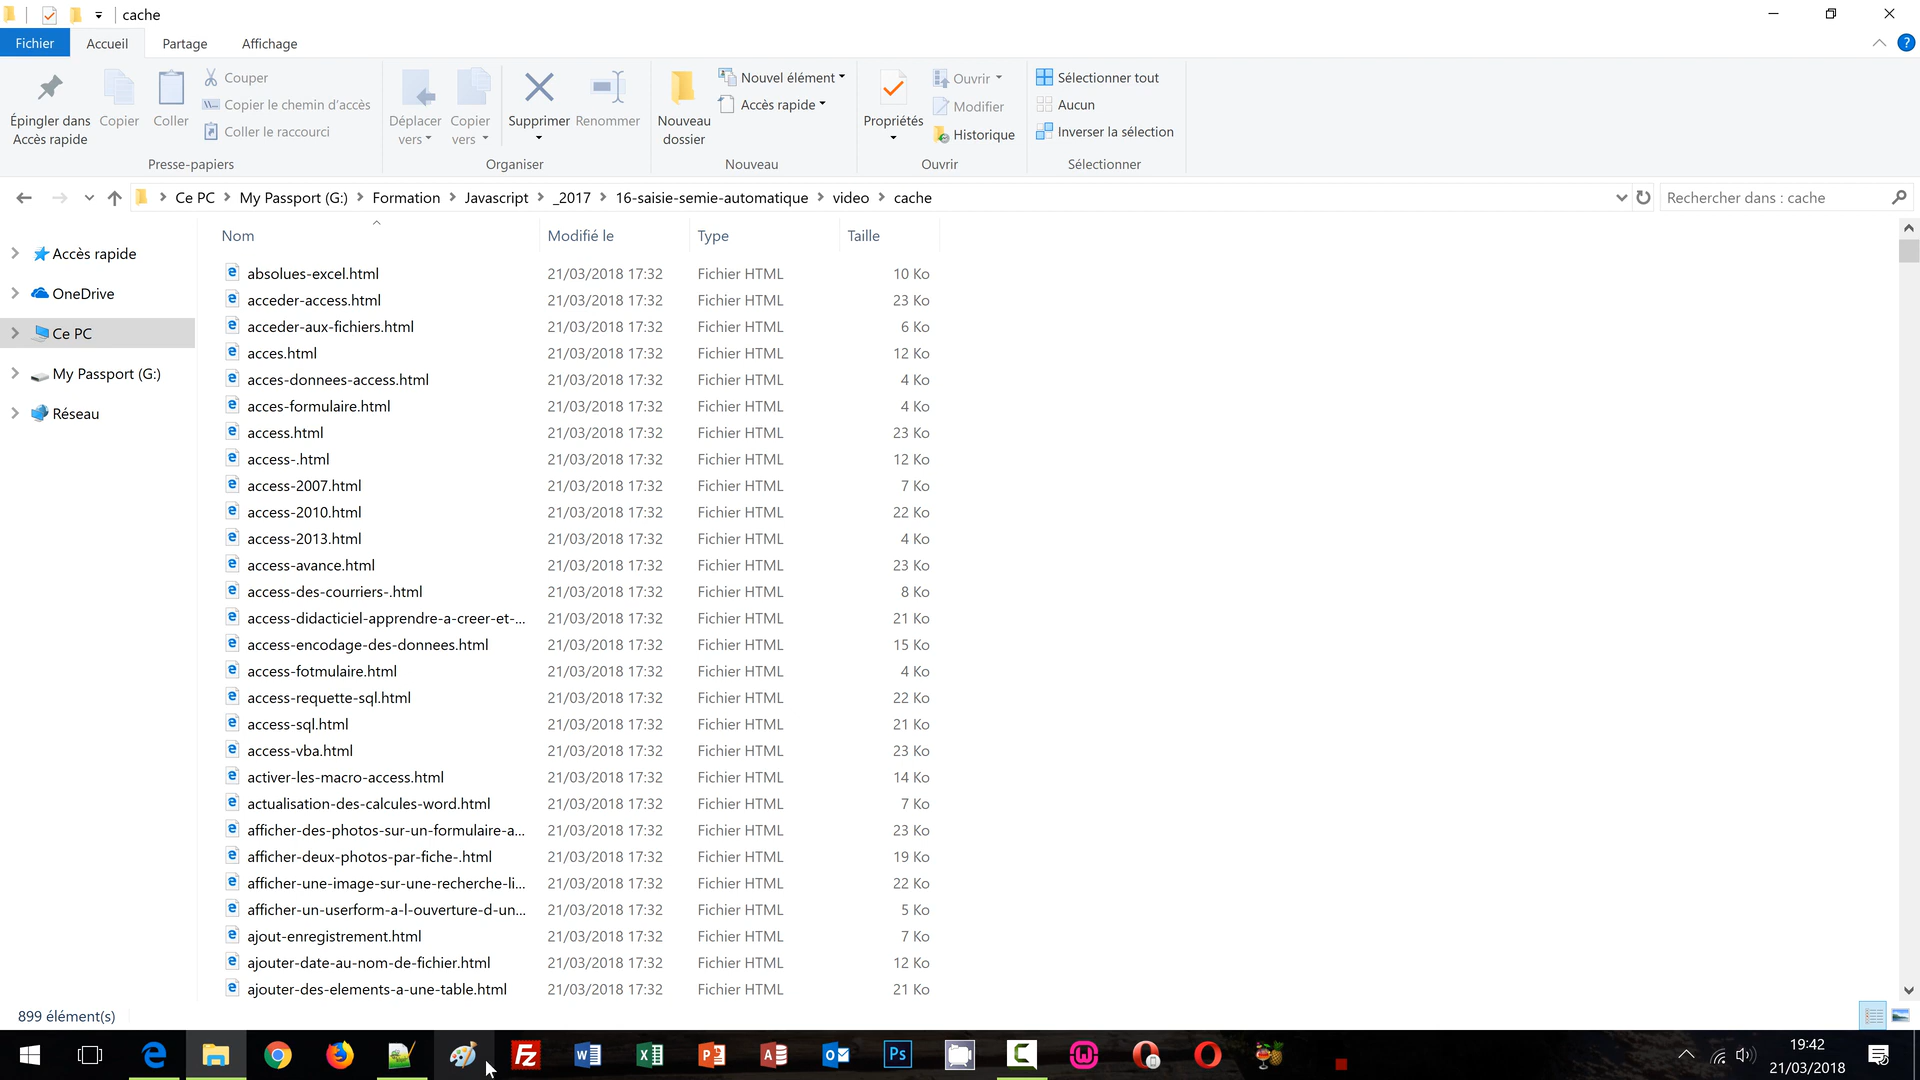 cache
Fichier Accueil Partage Affichage
Épingler dans Accès rapide
Copier
Coller
Couper
Copier le chemin d'accès
Coller le raccourci
Presse-papiers
Déplacer vers
Copier vers
Supprimer
Renommer
Organiser
Nouveau dossier
Nouvel élément
Accès rapide
Nouveau
Propriétés
Ouvrir
Modifier
Historique
Ouvrir
Sélectionner tout
Aucun
Inverser la sélection
Sélectionner
Ce PC > My Passport (G:) > Formation > Javascript > _2017 > 16-saisie-semie-automatique > video > cache
Rechercher dans : cache
Accès rapide
OneDrive
Ce PC
My Passport (G:)
Réseau
Nom Modifié le Type Taille
absolues-excel.html 21/03/2018 17:32 Fichier HTML 10 Ko
acceder-access.html 21/03/2018 17:32 Fichier HTML 23 Ko
acceder-aux-fichiers.html 21/03/2018 17:32 Fichier HTML 6 Ko
acces.html 21/03/2018 17:32 Fichier HTML 12 Ko
acces-donnees-access.html 21/03/2018 17:32 Fichier HTML 4 Ko
acces-formulaire.html 21/03/2018 17:32 Fichier HTML 4 Ko
access.html 21/03/2018 17:32 Fichier HTML 23 Ko
access-.html 21/03/2018 17:32 Fichier HTML 12 Ko
access-2007.html 21/03/2018 17:32 Fichier HTML 7 Ko
access-2010.html 21/03/2018 17:32 Fichier HTML 22 Ko
access-2013.html 21/03/2018 17:32 Fichier HTML 4 Ko
access-avance.html 21/03/2018 17:32 Fichier HTML 23 Ko
access-des-courriers-.html 21/03/2018 17:32 Fichier HTML 8 Ko
access-didacticiel-apprendre-a-creer-et-... 21/03/2018 17:32 Fichier HTML 21 Ko
access-encodage-des-donnees.html 21/03/2018 17:32 Fichier HTML 15 Ko
access-fotmulaire.html 21/03/2018 17:32 Fichier HTML 4 Ko
access-requette-sql.html 21/03/2018 17:32 Fichier HTML 22 Ko
access-sql.html 21/03/2018 17:32 Fichier HTML 21 Ko
access-vba.html 21/03/2018 17:32 Fichier HTML 23 Ko
activer-les-macro-access.html 21/03/2018 17:32 Fichier HTML 14 Ko
actualisation-des-calcules-word.html 21/03/2018 17:32 Fichier HTML 7 Ko
afficher-des-photos-sur-un-formulaire-a... 21/03/2018 17:32 Fichier HTML 23 Ko
afficher-deux-photos-par-fiche-.html 21/03/2018 17:32 Fichier HTML 19 Ko
afficher-une-image-sur-une-recherche-li... 21/03/2018 17:32 Fichier HTML 22 Ko
afficher-un-userform-a-l-ouverture-d-un... 21/03/2018 17:32 Fichier HTML 5 Ko
ajout-enregistrement.html 21/03/2018 17:32 Fichier HTML 7 Ko
ajouter-date-au-nom-de-fichier.html 21/03/2018 17:32 Fichier HTML 12 Ko
ajouter-des-elements-a-une-table.html 21/03/2018 17:32 Fichier HTML 21 Ko
899 élément(s)
19:42
21/03/2018